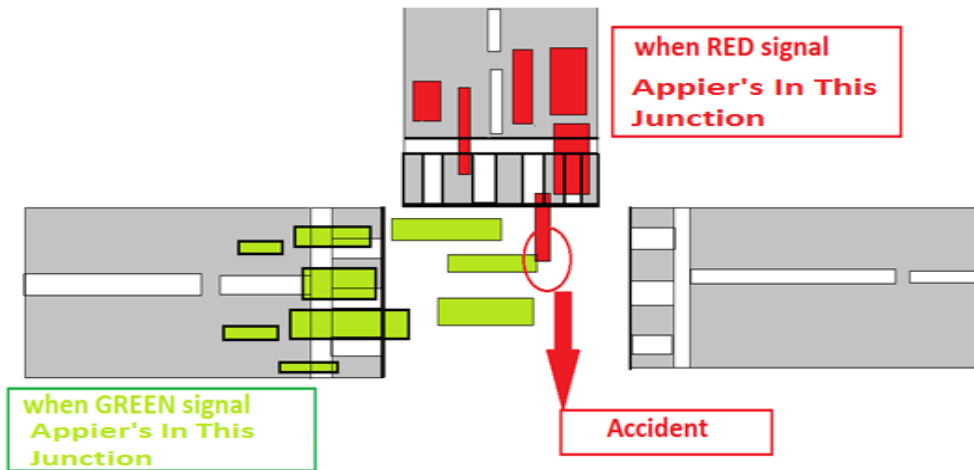 when RED signal
Appier's In This
Junction
when GREEN signal
Appier's In This
Junction
Accident